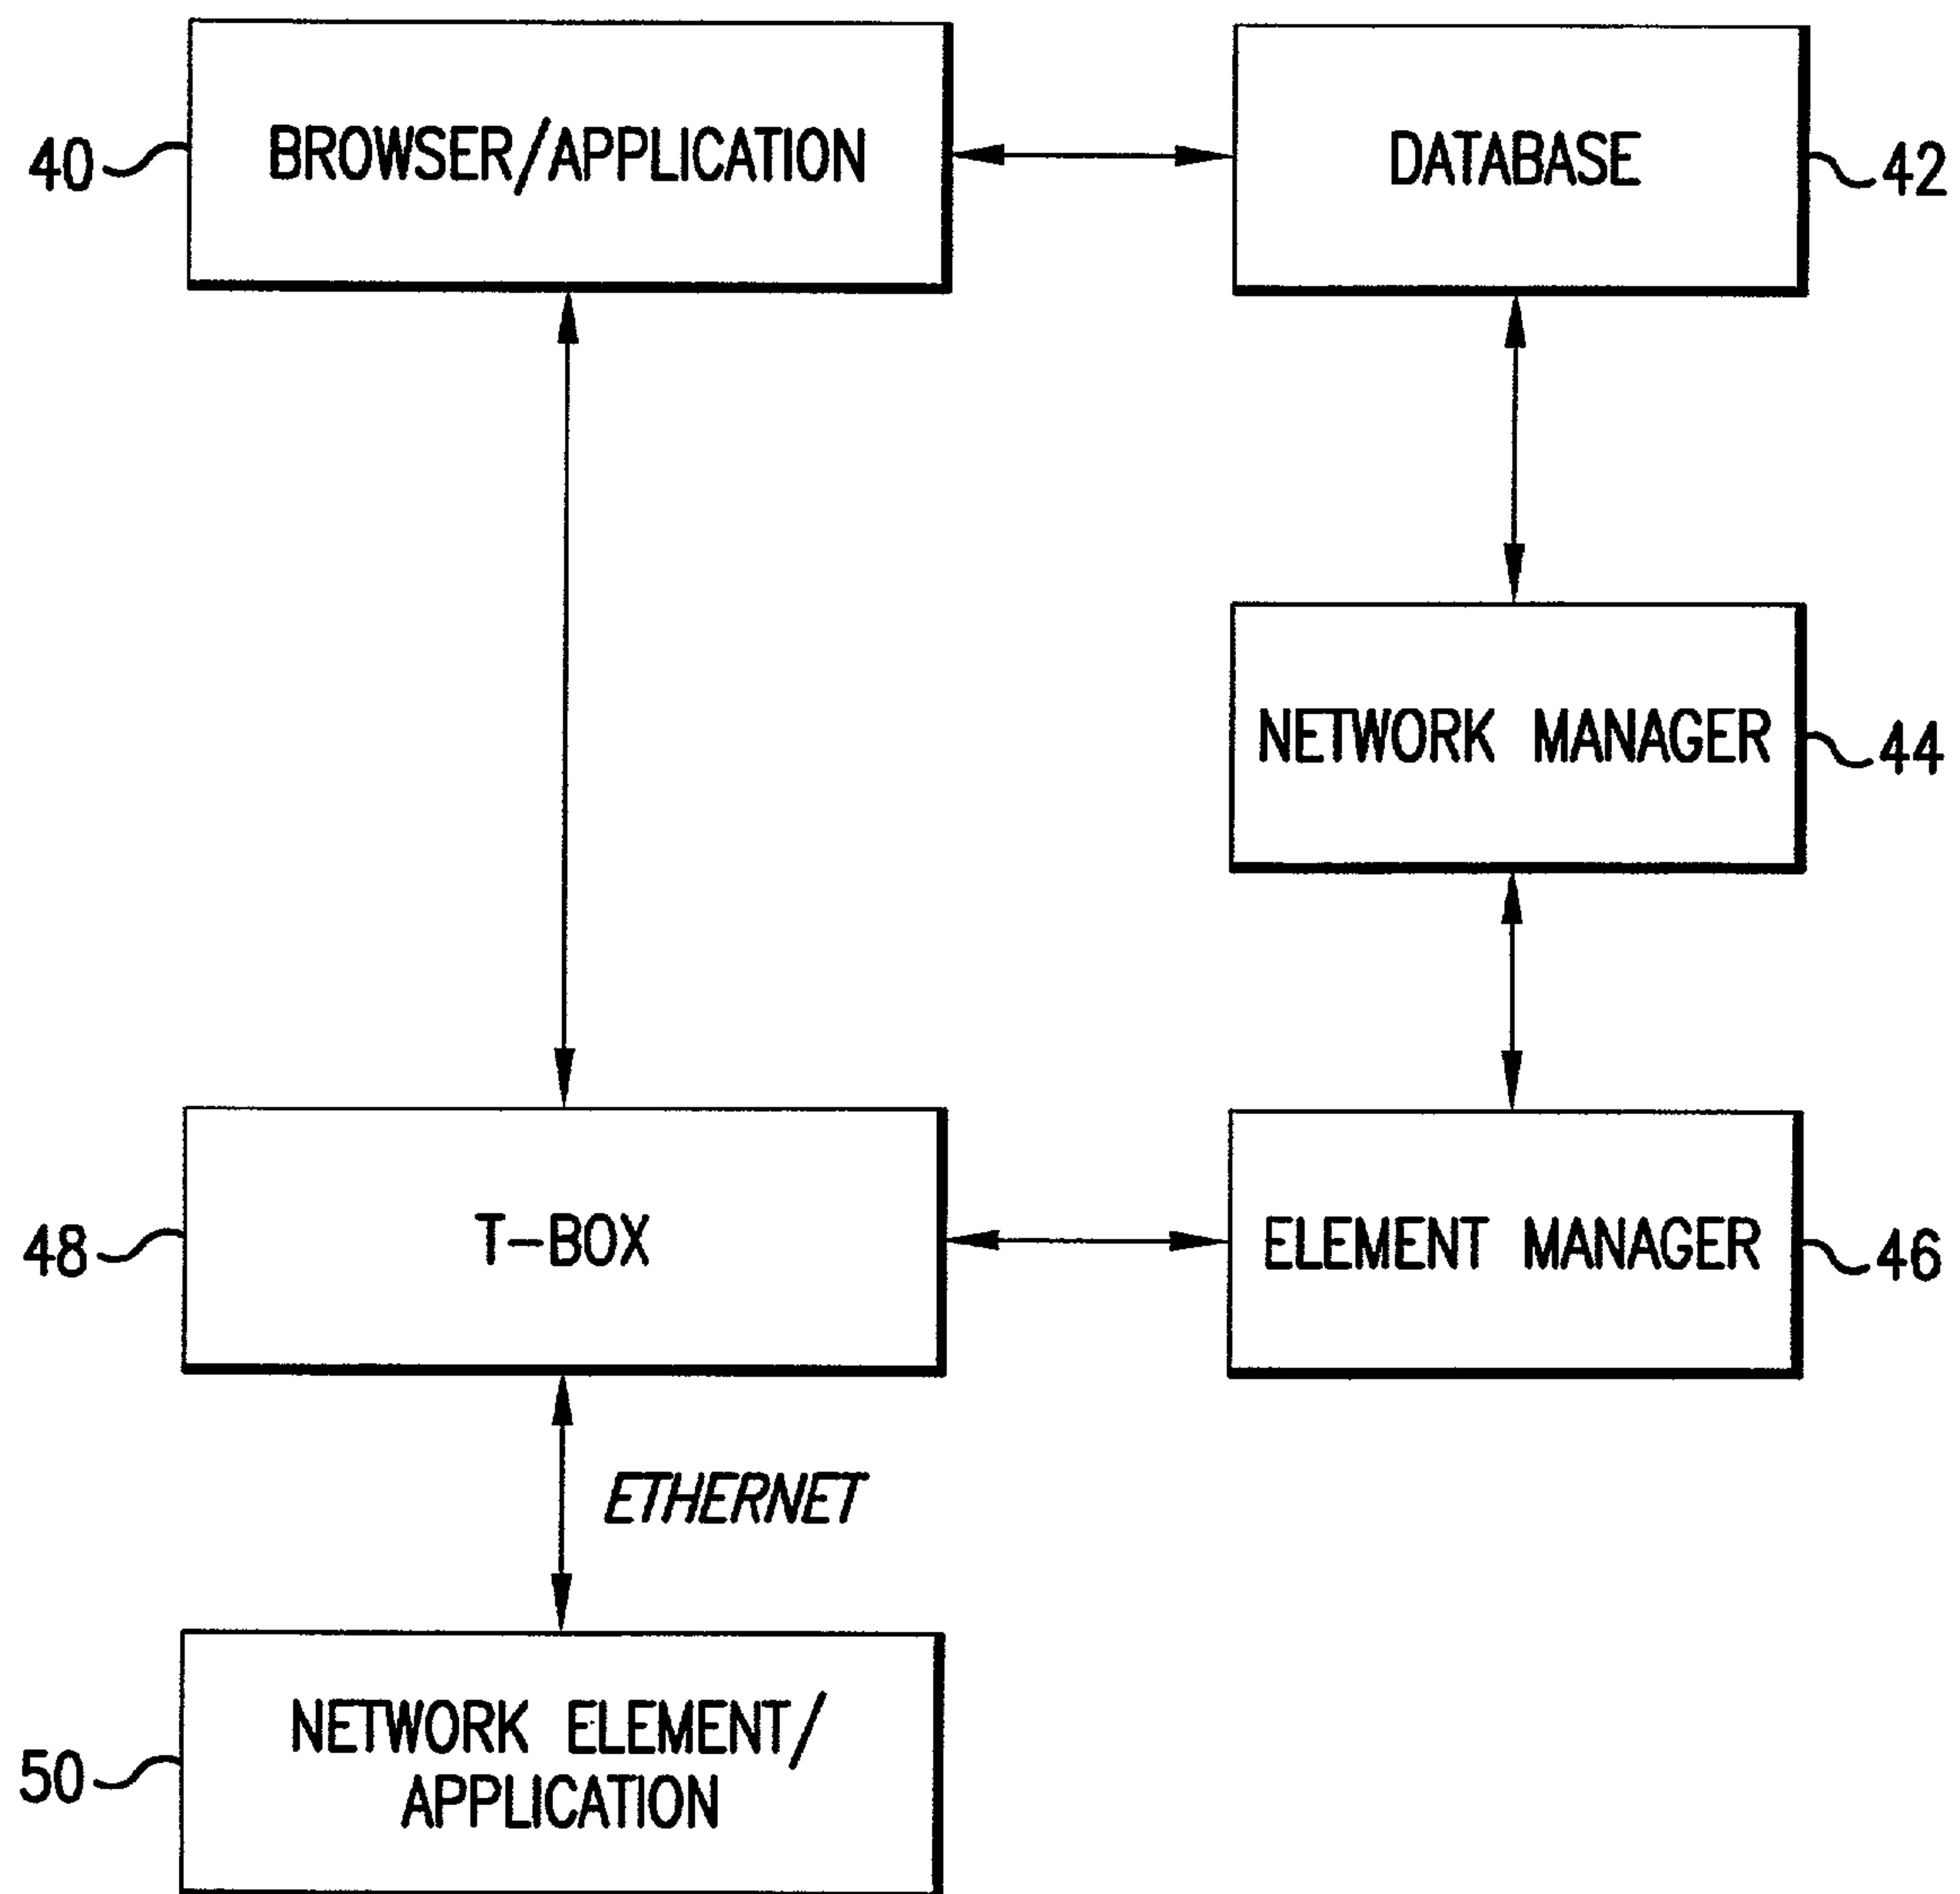 40
BROWSER/APPLICATION
DATABASE
42
NETWORK MANAGER
44
48
T-BOX
ELEMENT MANAGER
46
ETHERNET
50
NETWORK ELEMENT/
APPLICATION